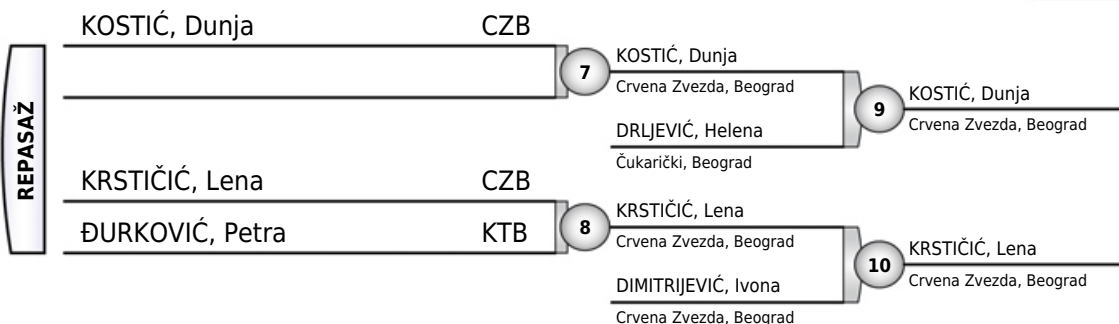 REPASAŽ
KOSTIĆ, Dunja CZB
KRSTIČIĆ, Lena CZB
ĐURKOVIĆ, Petra KTB
7
KOSTIĆ, Dunja
Crvena Zvezda, Beograd
DRLJEVIĆ, Helena
Čukarički, Beograd
8
KRSTIČIĆ, Lena
Crvena Zvezda, Beograd
DIMITRIJEVIĆ, Ivona
Crvena Zvezda, Beograd
9
KOSTIĆ, Dunja
Crvena Zvezda, Beograd
10
KRSTIČIĆ, Lena
Crvena Zvezda, Beograd